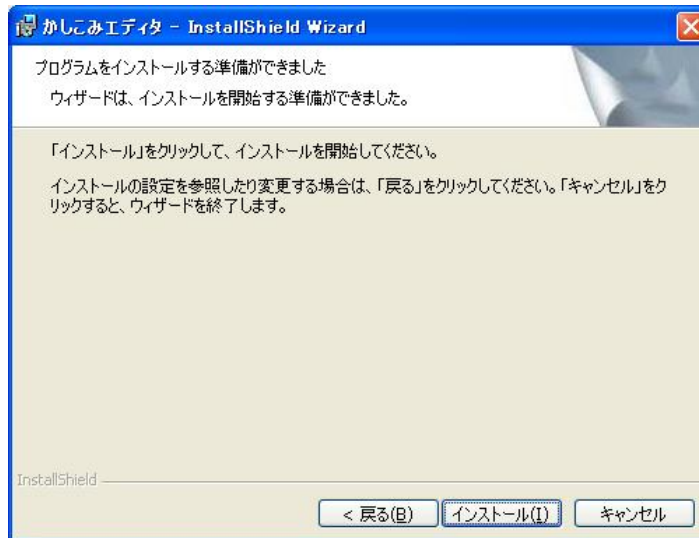 かしこみエディタ - InstallShield Wizard
プログラムをインストールする準備ができました
ウィザードは、インストールを開始する準備ができました。
「インストール」をクリックして、インストールを開始してください。
インストールの設定を参照したり変更する場合は、「戻る」をクリックしてください。「キャンセル」をク
リックすると、ウィザードを終了します。
InstallShield
< 戻る(B) インストール(I) キャンセル